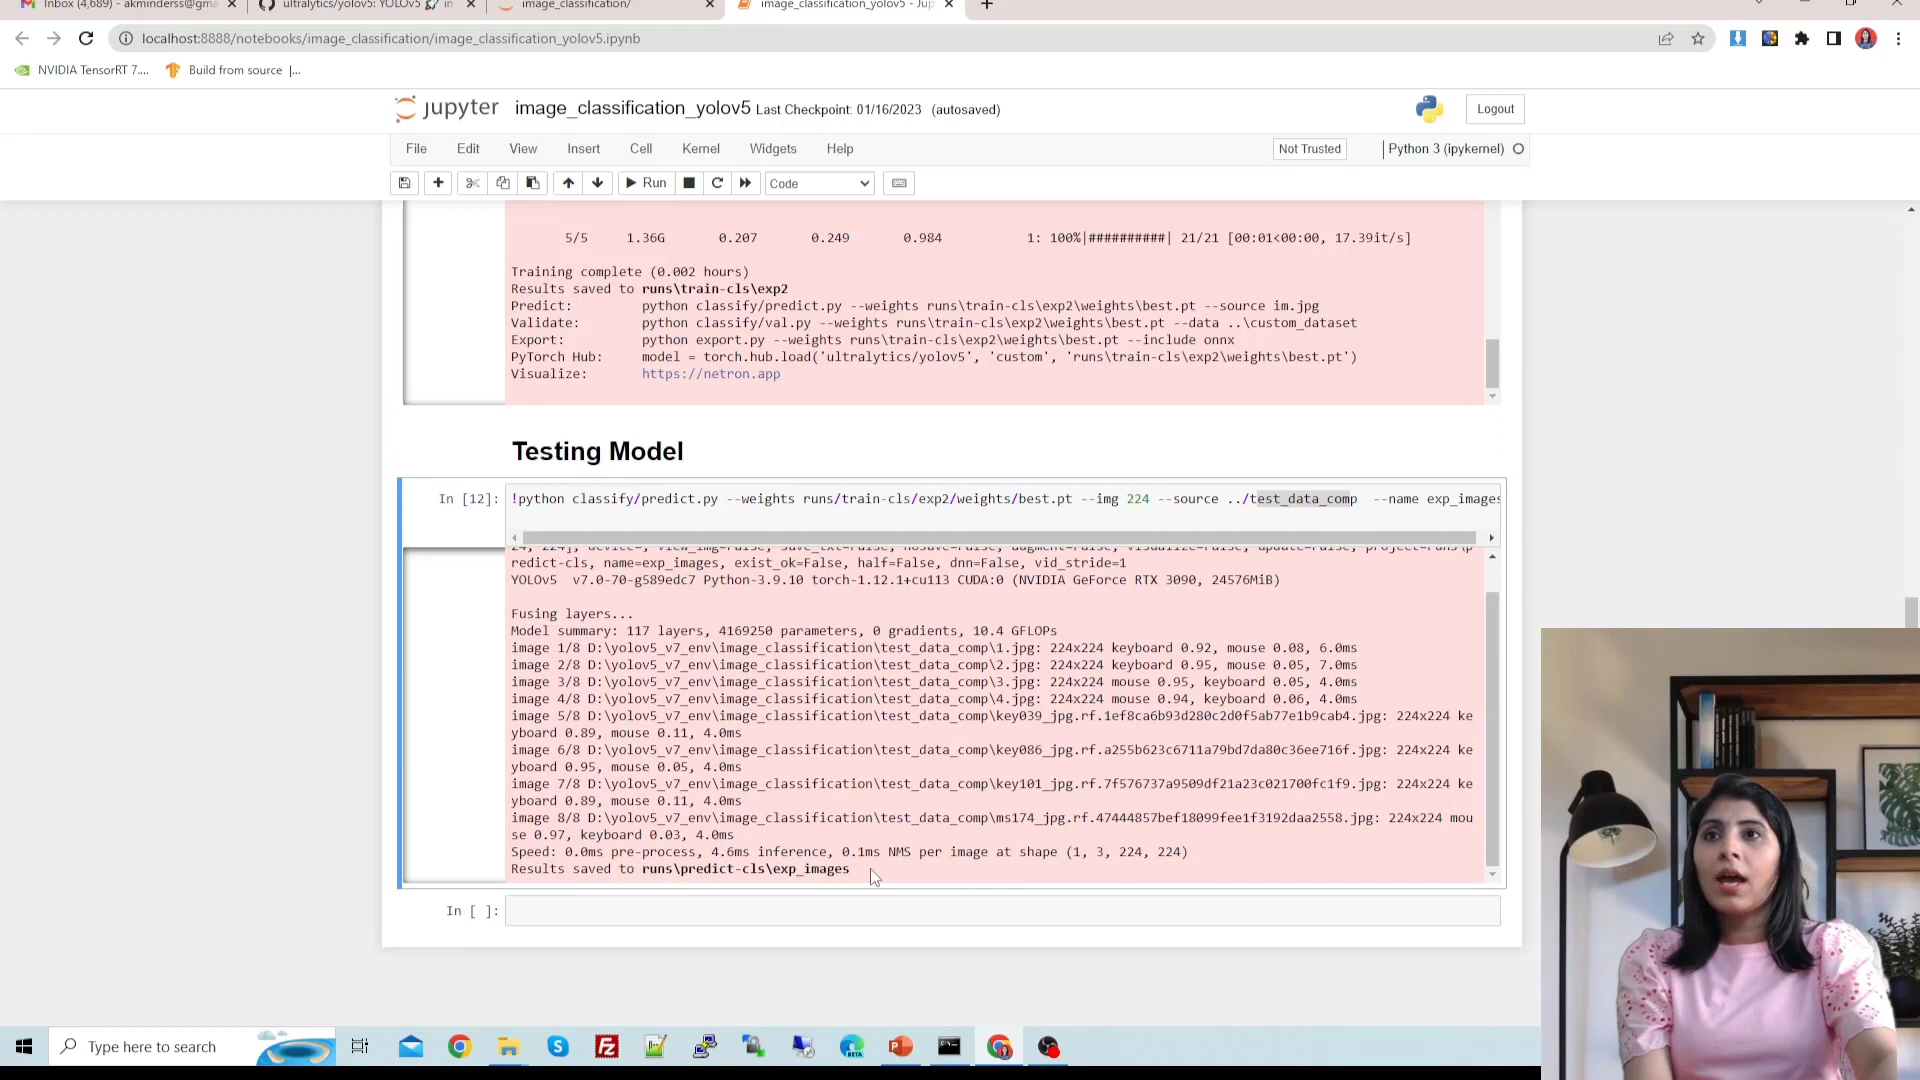 Inbox (4,689) - akminderss@gma
ultralytics/yolov5: YOLOv5 🚀 in
image_classification/
image_classification_yolov5 - Jup
localhost:8888/notebooks/image_classification/image_classification_yolov5.ipynb
NVIDIA TensorRT 7....
Build from source |...
jupyter image_classification_yolov5 Last Checkpoint: 01/16/2023 (autosaved)
Logout
File Edit View Insert Cell Kernel Widgets Help
Not Trusted
Python 3 (ipykernel)
Run
Code
5/5 1.36G 0.207 0.249 0.984 1: 100%|##########| 21/21 [00:01<00:00, 17.39it/s]
Training complete (0.002 hours)
Results saved to runs\train-cls\exp2
Predict: python classify/predict.py --weights runs\train-cls\exp2\weights\best.pt --source im.jpg
Validate: python classify/val.py --weights runs\train-cls\exp2\weights\best.pt --data ..\custom_dataset
Export: python export.py --weights runs\train-cls\exp2\weights\best.pt --include onnx
PyTorch Hub: model = torch.hub.load('ultralytics/yolov5', 'custom', 'runs\train-cls\exp2\weights\best.pt')
Visualize: https://netron.app
Testing Model
In [12]: !python classify/predict.py --weights runs/train-cls/exp2/weights/best.pt --img 224 --source ../test_data_comp --name exp_images
24, 224], device=, view_img=False, save_txt=False, nosave=False, augment=False, visualize=False, update=False, project=runs\p
redict-cls, name=exp_images, exist_ok=False, half=False, dnn=False, vid_stride=1
YOLOv5 v7.0-70-g589edc7 Python-3.9.10 torch-1.12.1+cu113 CUDA:0 (NVIDIA GeForce RTX 3090, 24576MiB)
Fusing layers...
Model summary: 117 layers, 4169250 parameters, 0 gradients, 10.4 GFLOPs
image 1/8 D:\yolov5_v7_env\image_classification\test_data_comp\1.jpg: 224x224 keyboard 0.92, mouse 0.08, 6.0ms
image 2/8 D:\yolov5_v7_env\image_classification\test_data_comp\2.jpg: 224x224 keyboard 0.95, mouse 0.05, 7.0ms
image 3/8 D:\yolov5_v7_env\image_classification\test_data_comp\3.jpg: 224x224 mouse 0.95, keyboard 0.05, 4.0ms
image 4/8 D:\yolov5_v7_env\image_classification\test_data_comp\4.jpg: 224x224 mouse 0.94, keyboard 0.06, 4.0ms
image 5/8 D:\yolov5_v7_env\image_classification\test_data_comp\key039_jpg.rf.1ef8ca6b93d280c2d0f5ab77e1b9cab4.jpg: 224x224 ke
yboard 0.89, mouse 0.11, 4.0ms
image 6/8 D:\yolov5_v7_env\image_classification\test_data_comp\key086_jpg.rf.a255b623c6711a79bd7da80c36ee716f.jpg: 224x224 ke
yboard 0.95, mouse 0.05, 4.0ms
image 7/8 D:\yolov5_v7_env\image_classification\test_data_comp\key101_jpg.rf.7f576737a9509df21a23c021700fc1f9.jpg: 224x224 ke
yboard 0.89, mouse 0.11, 4.0ms
image 8/8 D:\yolov5_v7_env\image_classification\test_data_comp\ms174_jpg.rf.47444857bef18099fee1f3192daa2558.jpg: 224x224 mou
se 0.97, keyboard 0.03, 4.0ms
Speed: 0.0ms pre-process, 4.6ms inference, 0.1ms NMS per image at shape (1, 3, 224, 224)
Results saved to runs\predict-cls\exp_images
In [ ]:
Type here to search